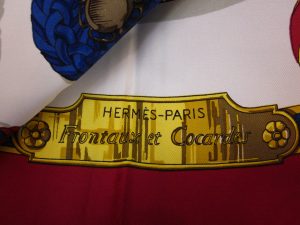 HERMÈS-PARIS
Frontaux et Cocardes